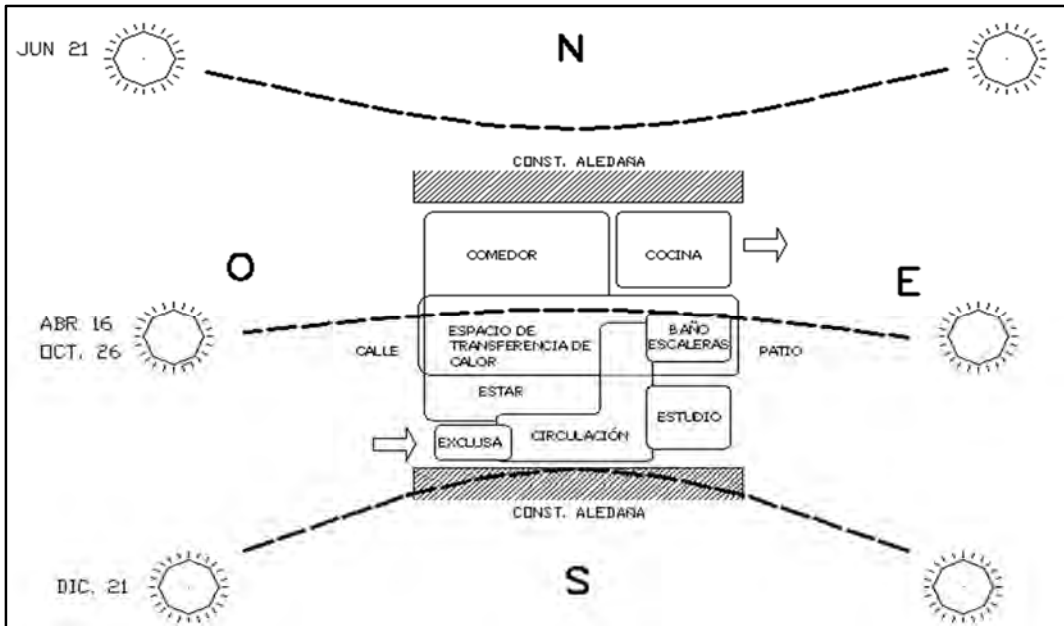 JUN 21
N
CONST. ALEDAÑA
COMEDOR
COCINA
O
E
ABR. 16
OCT. 26
CALLE
ESPACIO DE
TRANSFERENCIA DE
CALOR
BAÑO
ESCALERAS
PATIO
ESTAR
ESTUDIO
EXCLUSA
CIRCULACIÓN
CONST. ALEDAÑA
S
DIC. 21